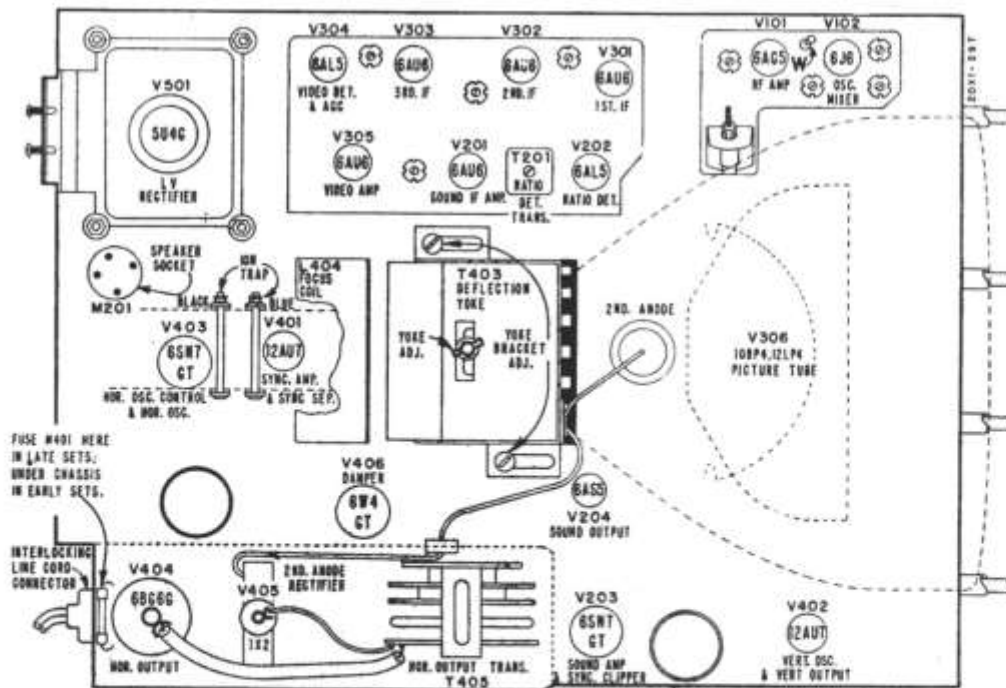 V304
6AL5
VIDEO DET.
& AGC
V303
6AU6
3RD. IF
V302
6AU6
2ND. IF
V301
6AU6
1ST. IF
V101
6AG5
RF AMP
W
V102
6J6
OSC.
MIXER
V501
5U4G
LV
RECTIFIER
V305
6AU6
VIDEO AMP
V201
6AU6
SOUND IF AMP.
T201
RATIO
DET.
TRANS.
V202
6AL5
RATIO DET.
SPEAKER
SOCKET
M201
ION
TRAP
BLACK
BLUE
L404
FOCUS
COIL
T403
DEFLECTION
YOKE
YOKE
ADJ.
YOKE
BRACKET
ADJ.
2ND. ANODE
V306
10BP4,12LP4
PICTURE TUBE
V403
6SN7
GT
HOR. OSC. CONTROL
& HOR. OSC.
V401
12AU7
SYNC. AMP.
& SYNC SEP.
FUSE M401 HERE
IN LATE SETS;
UNDER CHASSIS
IN EARLY SETS.
V406
DAMPER
6W4
GT
6AS5
V204
SOUND OUTPUT
INTERLOCKING
LINE CORD
CONNECTOR
V404
6BG6G
HOR. OUTPUT
2ND. ANODE
RECTIFIER
V405
1X2
HOR. OUTPUT TRANS.
T405
V203
6SN7
GT
SOUND AMP
& SYNC. CLIPPER
V402
12AU7
VERT. OSC.
& VERT OUTPUT